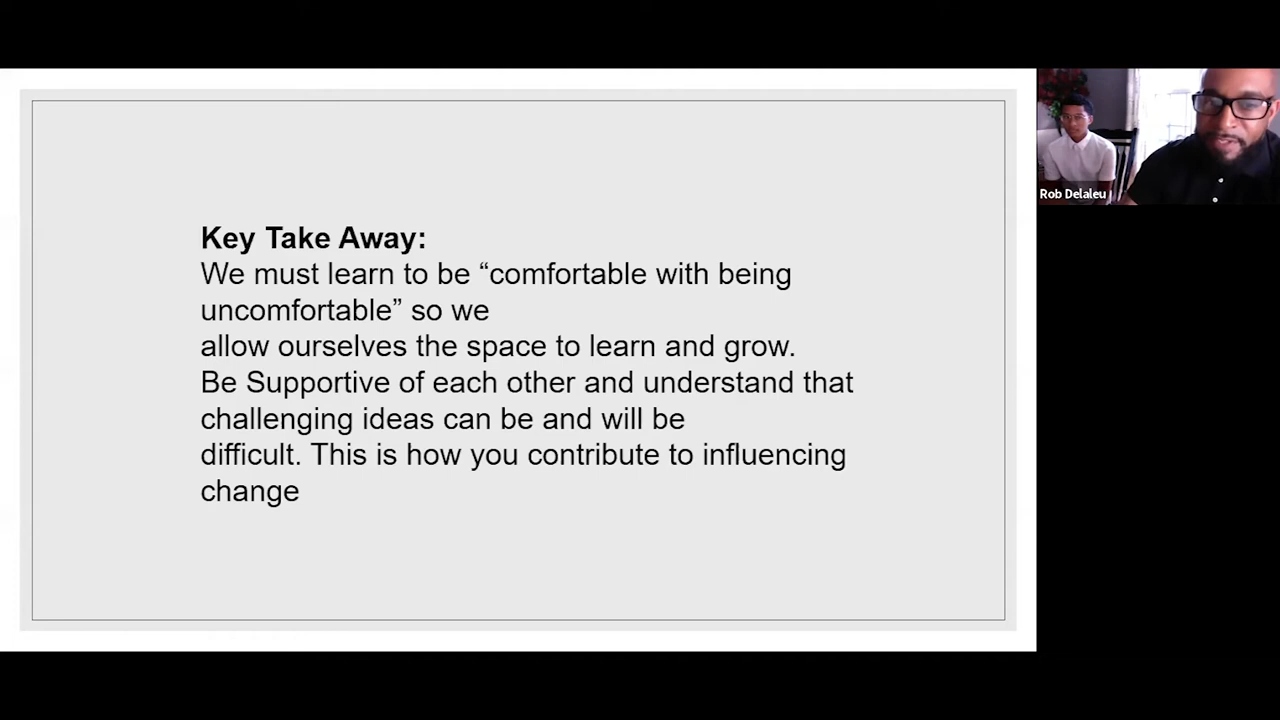 Key Take Away:
We must learn to be “comfortable with being
uncomfortable” so we
allow ourselves the space to learn and grow.
Be Supportive of each other and understand that
challenging ideas can be and will be
difficult. This is how you contribute to influencing
change
Rob Delaleu